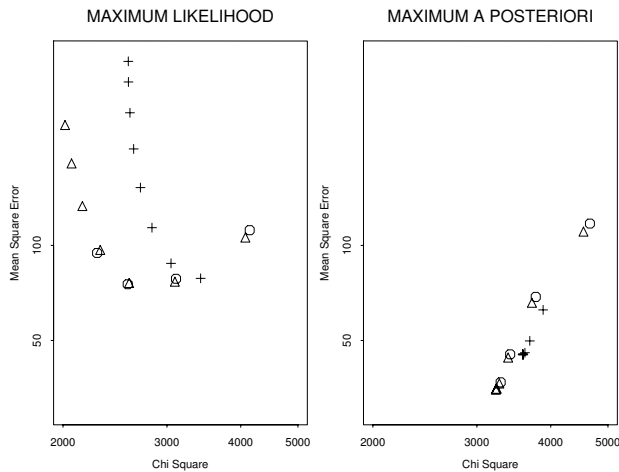 MAXIMUM LIKELIHOOD
Mean Square Error
100
50
2000
3000
4000
5000
Chi Square
MAXIMUM A POSTERIORI
Mean Square Error
100
50
2000
3000
4000
5000
Chi Square